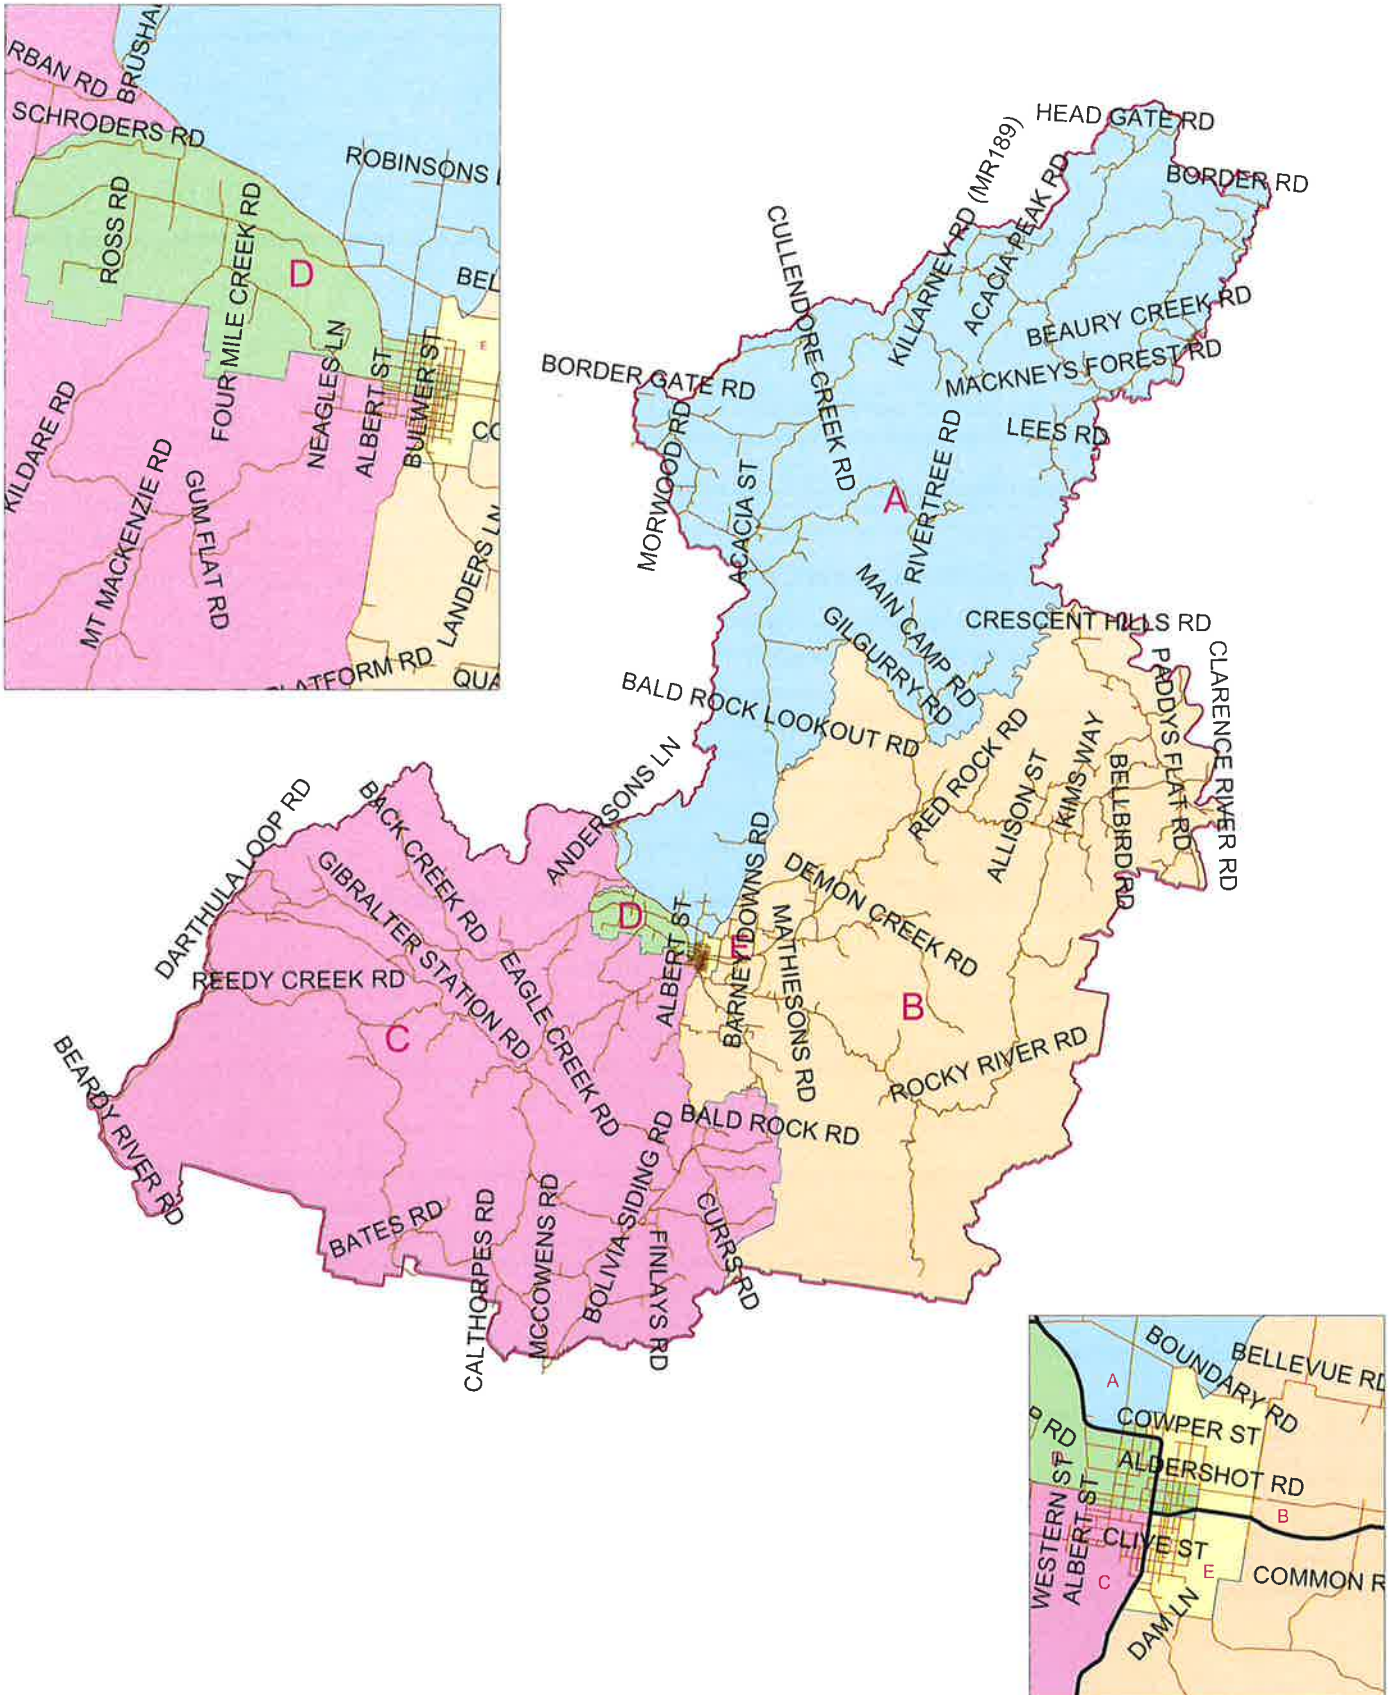 BRUSHA
RBAN RD
SCHRODERS RD
ROBINSONS L
ROSS RD
FOUR MILE CREEK RD
D
BEL
E
NEAGLES LN
ALBERT ST
BULWER ST
CO
KILDARE RD
MT MACKENZIE RD
GUM FLAT RD
LANDERS LN
PLATFORM RD
QUA
HEAD GATE RD
BORDER RD
KILLARNEY RD (MR189)
ACACIA PEAK RD
CULLENDORE CREEK RD
BEAURY CREEK RD
MACKNEYS FOREST RD
BORDER GATE RD
LEES RD
MORWOOD RD
ACACIA ST
A
RIVERTREE RD
MAIN CAMP RD
GILGURRY RD
CRESCENT HILLS RD
PADDYS FLAT RD
CLARENCE RIVER RD
BALD ROCK LOOKOUT RD
RED ROCK RD
ALLISON ST
KIMS WAY
BELLBIRD RD
ANDERSONS LN
BACK CREEK RD
DARTHULA LOOP RD
GIBRALTER STATION RD
DEMON CREEK RD
D
ALBERT ST
E
BARNEY DOWNS RD
MATHIESONS RD
REEDY CREEK RD
EAGLE CREEK RD
B
C
BEARDY RIVER RD
ROCKY RIVER RD
BALD ROCK RD
BATES RD
CALTHORPES RD
MCCOWENS RD
BOLIVIA SIDING RD
FINLAYS RD
CURRS RD
A
BOUNDARY RD
BELLEVUE RD
P RD
COWPER ST
ALDERSHOT RD
D
WESTERN ST
ALBERT ST
B
CLIVE ST
C
E
COMMON R
DAM LN